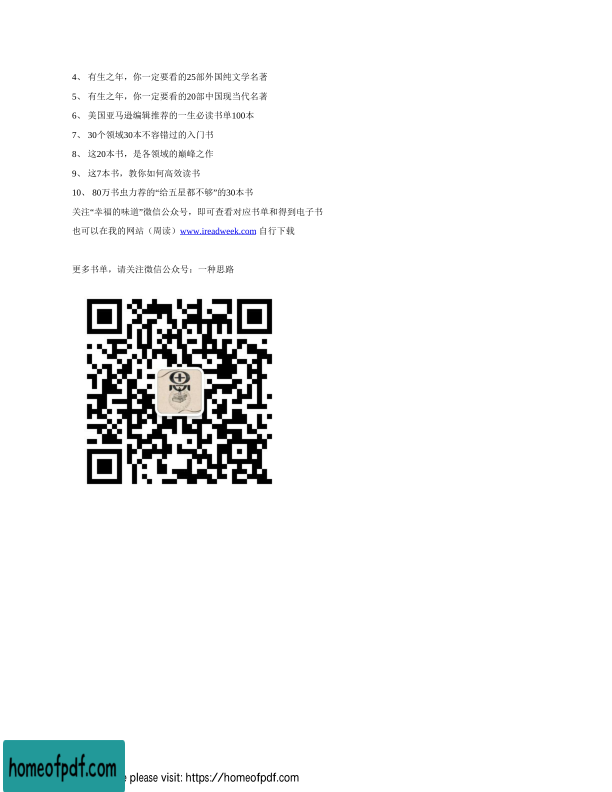 4、 有生之年，你一定要看的25部外国纯文学名著
5、 有生之年，你一定要看的20部中国现当代名著
6、 美国亚马逊编辑推荐的一生必读书单100本
7、 30个领域30本不容错过的入门书
8、 这20本书，是各领域的巅峰之作
9、 这7本书，教你如何高效读书
10、 80万书虫力荐的“给五星都不够”的30本书
关注“幸福的味道”微信公众号，即可查看对应书单和得到电子书
也可以在我的网站（周读）www.ireadweek.com 自行下载
更多书单，请关注微信公众号：一种思路
homeofpdf.com
please visit: https://homeofpdf.com